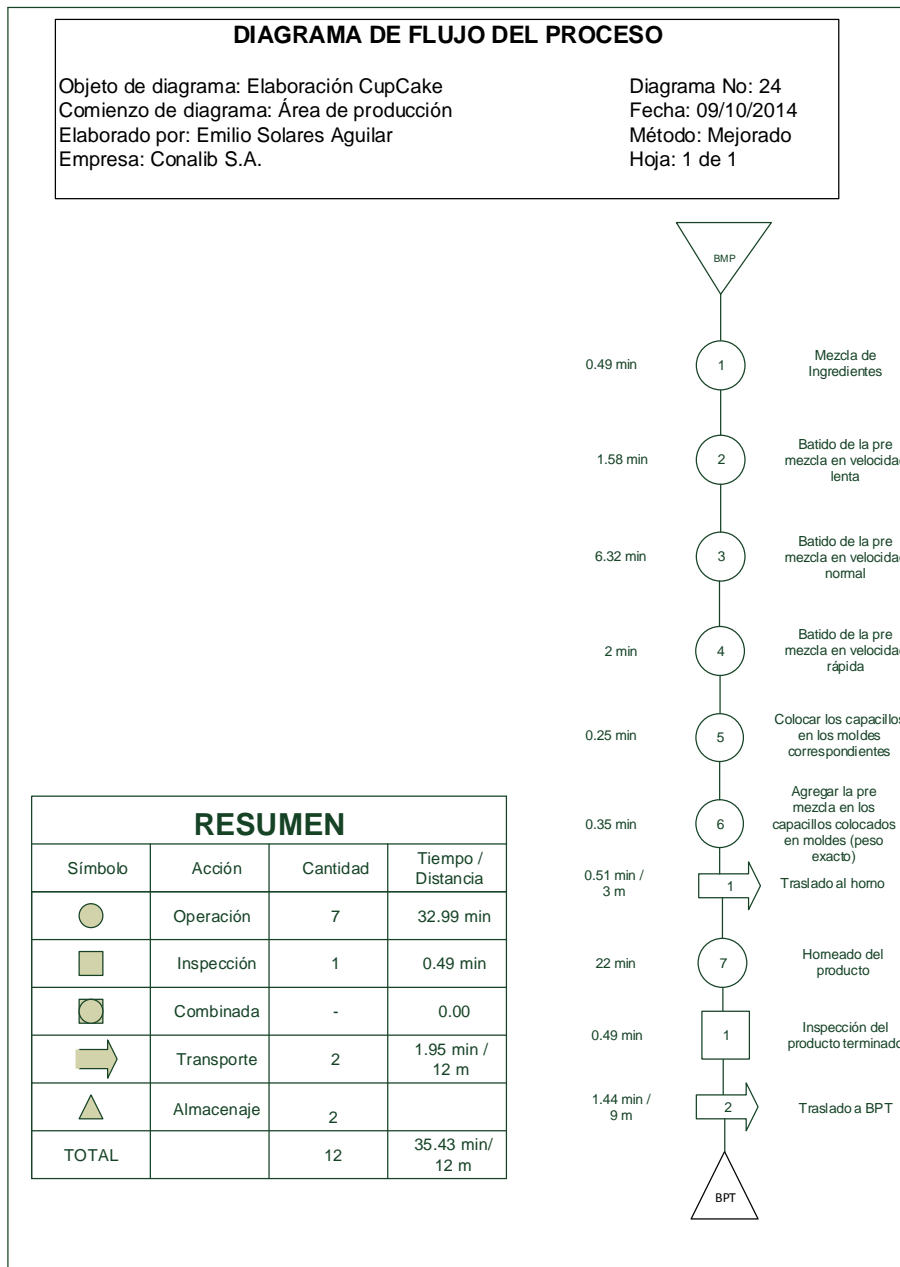 DIAGRAMA DE FLUJO DEL PROCESO
Objeto de diagrama: Elaboración CupCake
Comienzo de diagrama: Área de producción
Elaborado por: Emilio Solares Aguilar
Empresa: Conalib S.A.
Diagrama No: 24
Fecha: 09/10/2014
Método: Mejorado
Hoja: 1 de 1
BMP
0.49 min
1
Mezcla de
Ingredientes
1.58 min
2
Batido de la pre
mezcla en velocida
lenta
6.32 min
3
Batido de la pre
mezcla en velocida
normal
2 min
4
Batido de la pre
mezcla en velocida
rápida
0.25 min
5
Colocar los capacillos
en los moldes
correspondientes
0.35 min
6
Agregar la pre
mezcla en los
capacillos colocados
en moldes (peso
exacto)
0.51 min /
3 m
1
Traslado al horno
22 min
7
Horneado del
producto
0.49 min
1
Inspección del
producto terminado
1.44 min /
9 m
2
Traslado a BPT
BPT
RESUMEN
Símbolo Acción Cantidad Tiempo /
Distancia
Operación 7 32.99 min
Inspección 1 0.49 min
Combinada - 0.00
Transporte 2 1.95 min /
12 m
Almacenaje 2
TOTAL 12 35.43 min/
12 m